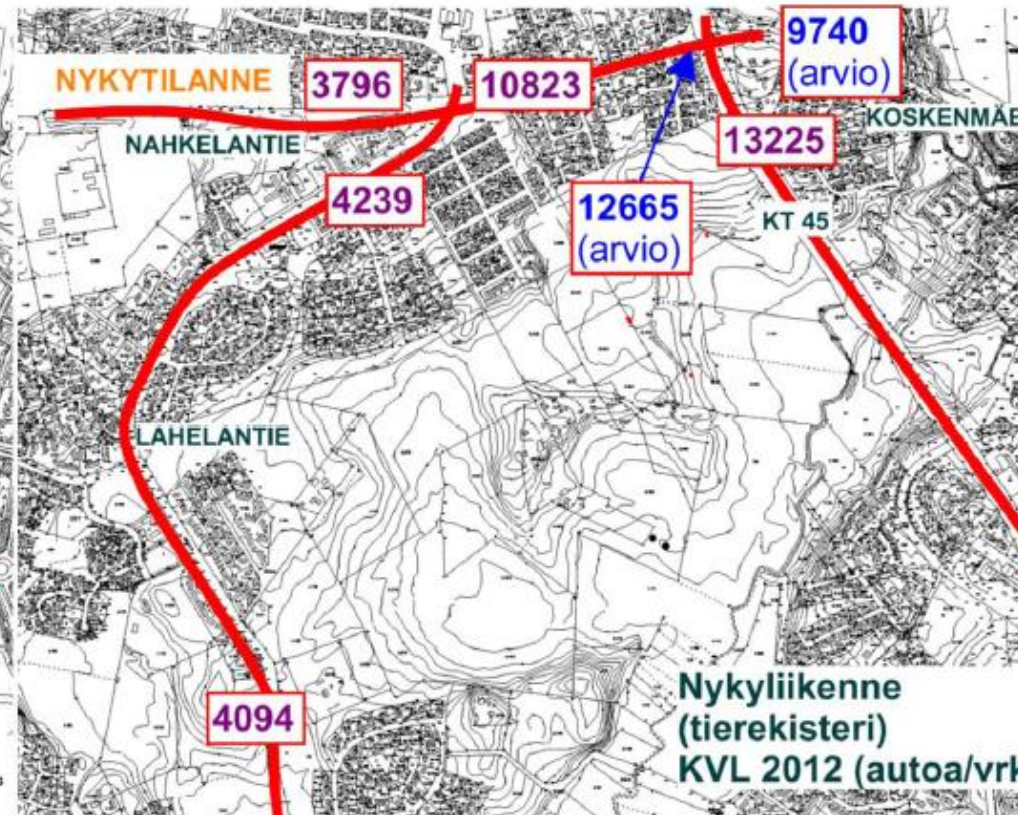 9740
(arvio)
NYKYTILANNE
3796
10823
NAHKELANTIE
KOSKENMÄE
13225
4239
12665
(arvio)
KT 45
LAHELANTIE
4094
Nykyliikenne
(tierekisteri)
KVL 2012 (autoa/vrk